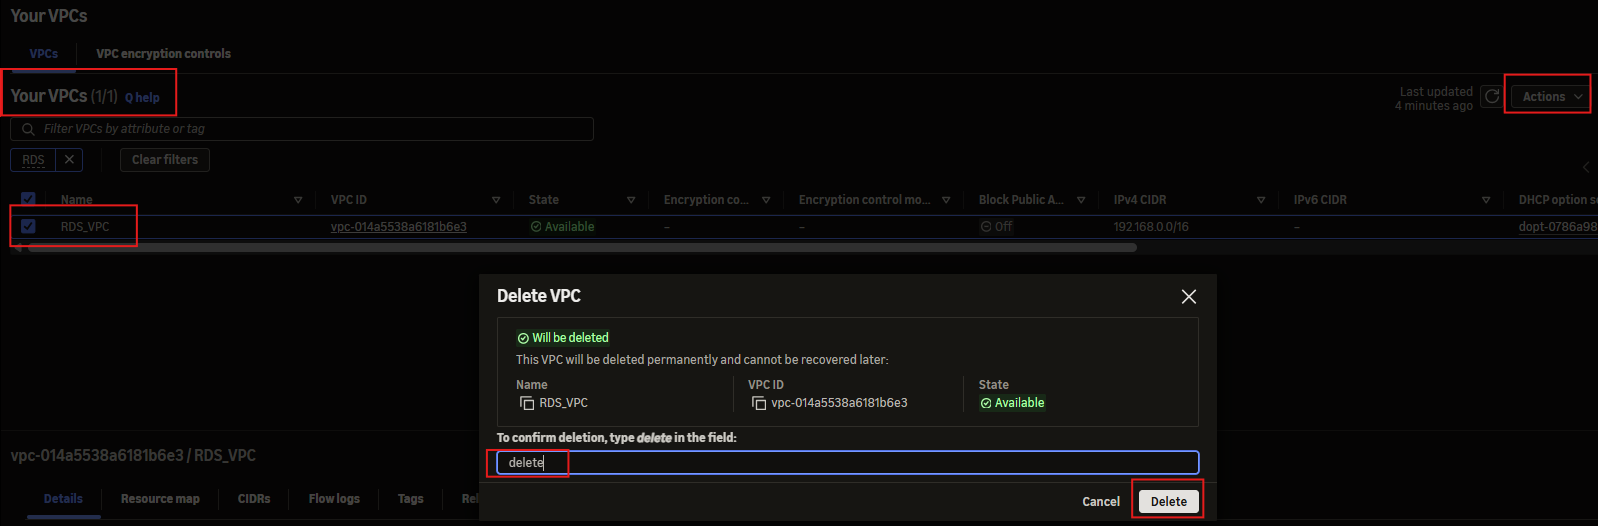 Your VPCs
VPCs VPC encryption controls
Your VPCs (1/1) Q help
Last updated
4 minutes ago
Actions
Filter VPCs by attribute or tag
RDS Clear filters
Name VPC ID State Encryption co... Encryption control mo... Block Public A... IPv4 CIDR IPv6 CIDR DHCP option s
RDS_VPC vpc-014a5538a6181b6e3 Available – – Off 192.168.0.0/16 – dopt-0786a98
Delete VPC
Will be deleted
This VPC will be deleted permanently and cannot be recovered later:
Name VPC ID State
RDS_VPC vpc-014a5538a6181b6e3 Available
To confirm deletion, type delete in the field:
delete
Cancel Delete
vpc-014a5538a6181b6e3 / RDS_VPC
Details Resource map CIDRs Flow logs Tags Rel